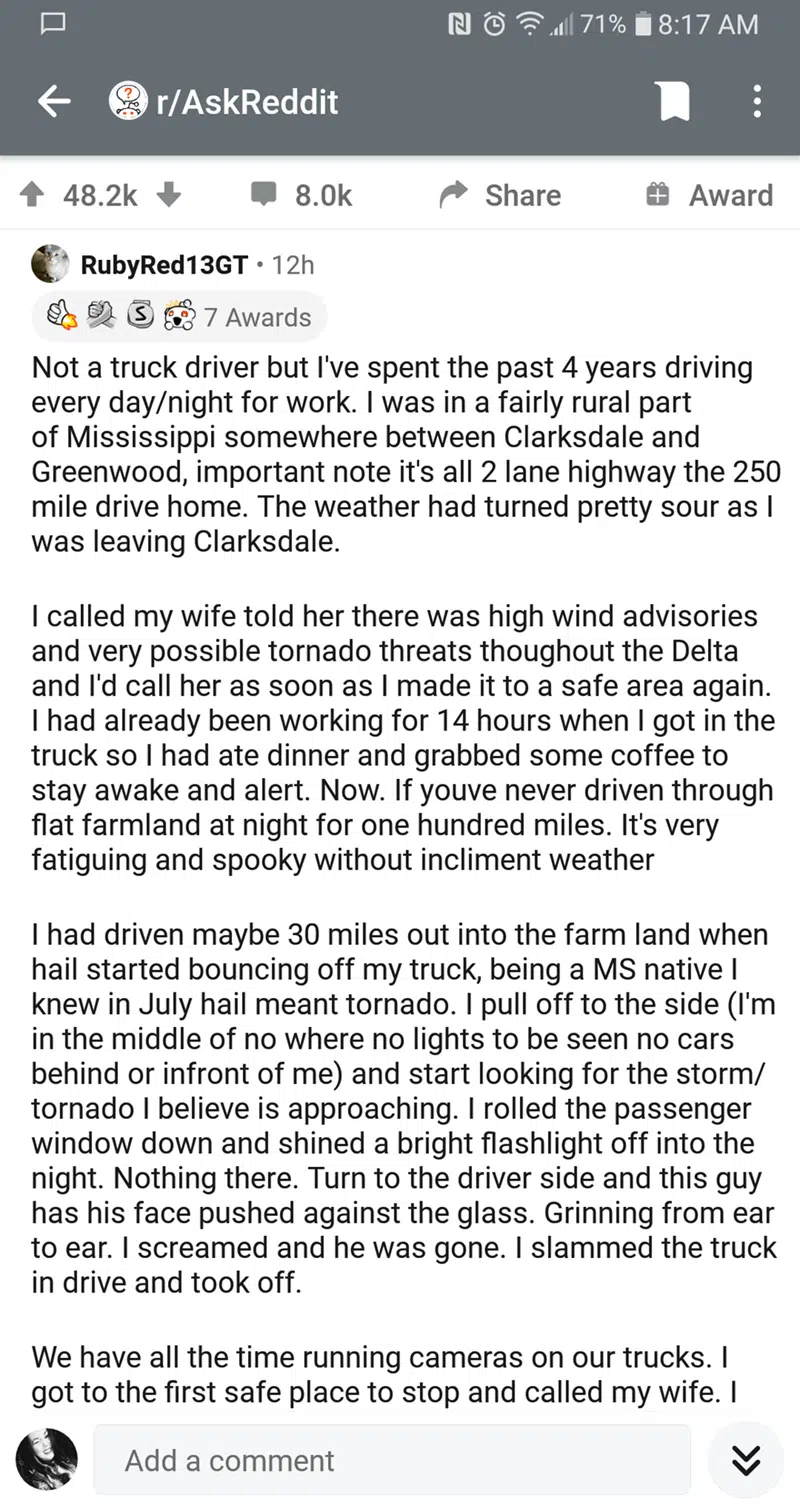 71% 8:17 AM
r/AskReddit
48.2k 8.0k Share Award
RubyRed13GT • 12h
S 7 Awards
Not a truck driver but I've spent the past 4 years driving
every day/night for work. I was in a fairly rural part
of Mississippi somewhere between Clarksdale and
Greenwood, important note it's all 2 lane highway the 250
mile drive home. The weather had turned pretty sour as I
was leaving Clarksdale.
I called my wife told her there was high wind advisories
and very possible tornado threats thoughout the Delta
and I'd call her as soon as I made it to a safe area again.
I had already been working for 14 hours when I got in the
truck so I had ate dinner and grabbed some coffee to
stay awake and alert. Now. If youve never driven through
flat farmland at night for one hundred miles. It's very
fatiguing and spooky without incliment weather
I had driven maybe 30 miles out into the farm land when
hail started bouncing off my truck, being a MS native I
knew in July hail meant tornado. I pull off to the side (I'm
in the middle of no where no lights to be seen no cars
behind or infront of me) and start looking for the storm/
tornado I believe is approaching. I rolled the passenger
window down and shined a bright flashlight off into the
night. Nothing there. Turn to the driver side and this guy
has his face pushed against the glass. Grinning from ear
to ear. I screamed and he was gone. I slammed the truck
in drive and took off.
We have all the time running cameras on our trucks. I
got to the first safe place to stop and called my wife. I
Add a comment